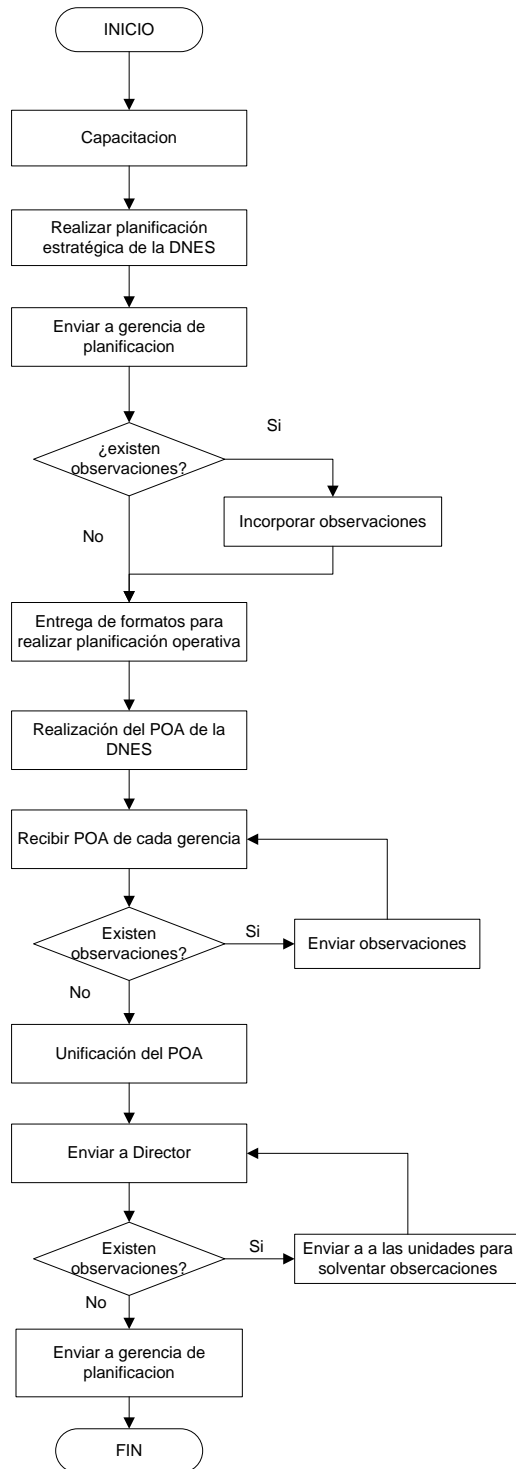 INICIO
Capacitacion
Realizar planificación
estratégica de la DNES
Enviar a gerencia de
planificacion
¿existen
observaciones?
Si
Incorporar observaciones
No
Entrega de formatos para
realizar planificación operativa
Realización del POA de la
DNES
Recibir POA de cada gerencia
Existen
observaciones?
Si
Enviar observaciones
No
Unificación del POA
Enviar a Director
Existen
observaciones?
Si
Enviar a a las unidades para
solventar obsercaciones
No
Enviar a gerencia de
planificacion
FIN